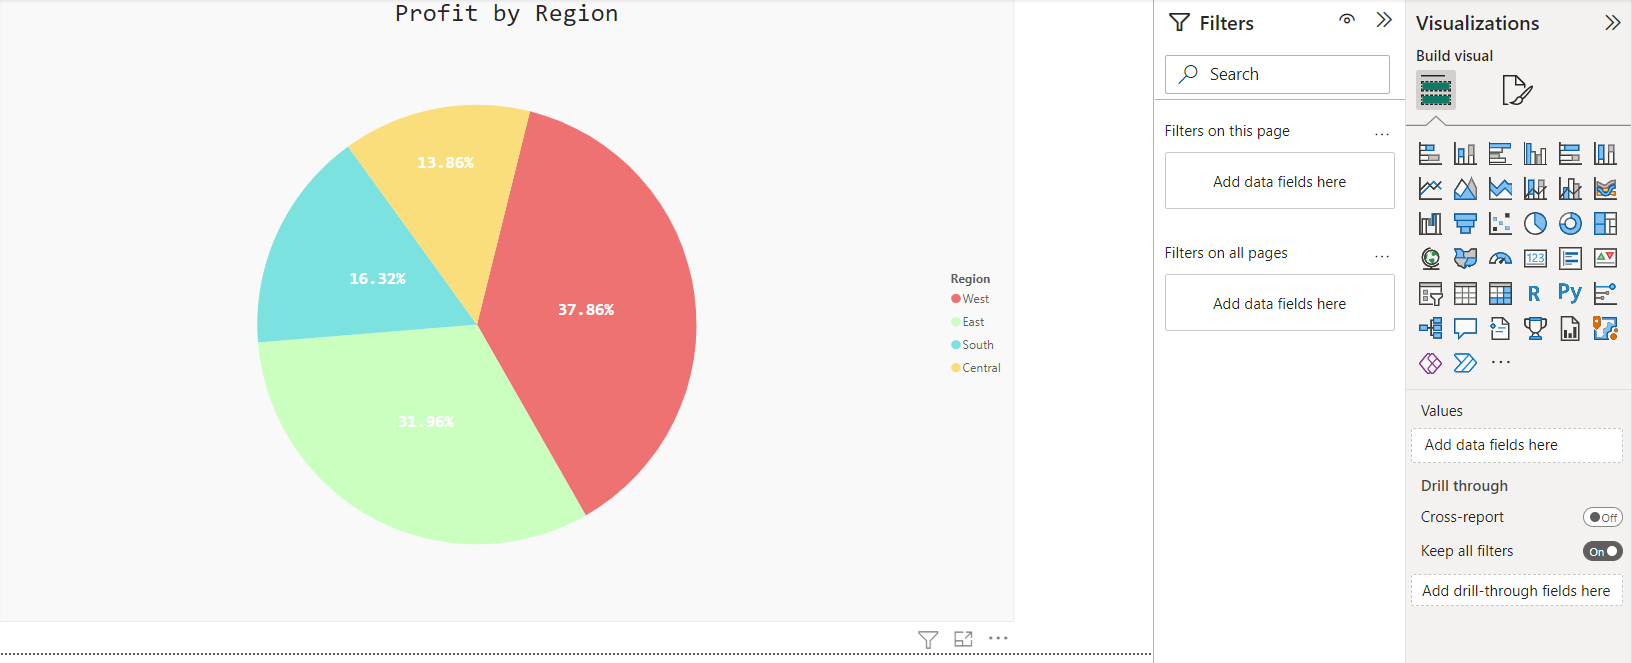 Profit by Region
13.86%
16.32%
37.86%
31.96%
Region
West
East
South
Central
Filters
Search
Filters on this page
...
Add data fields here
Filters on all pages
...
Add data fields here
Visualizations
Build visual
123
R
Py
...
Values
Add data fields here
Drill through
Cross-report
Off
Keep all filters
On
Add drill-through fields here